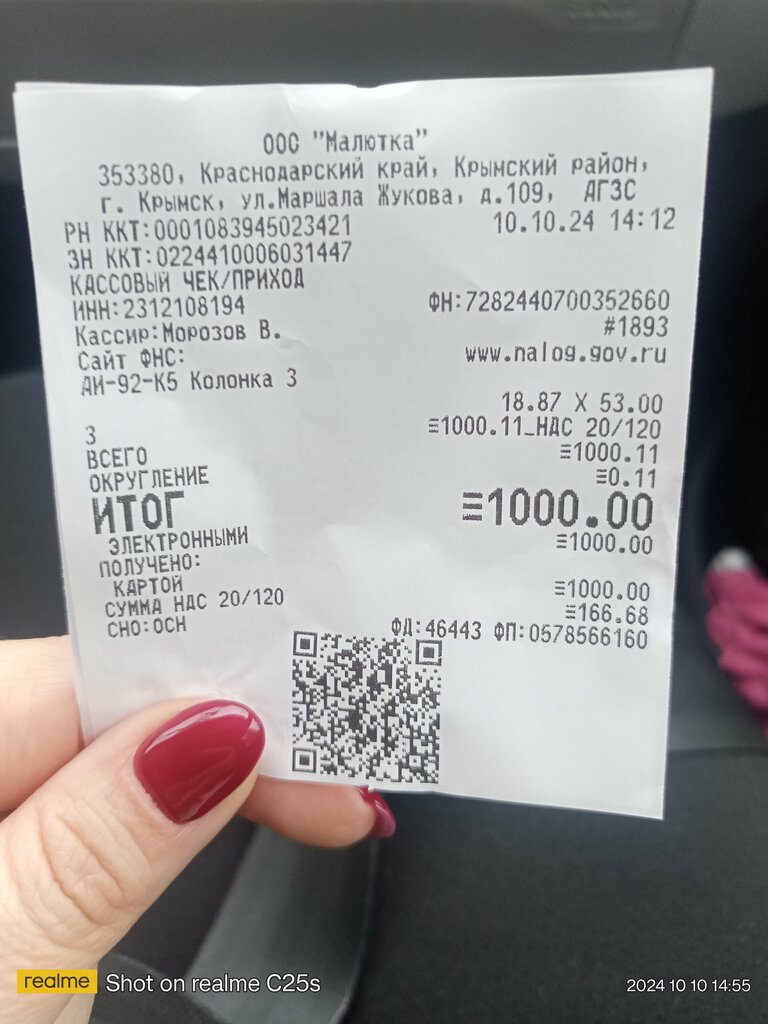 ООО "Малютка"
353380, Краснодарский край, Крымский район,
г. Крымск, ул.Маршала Жукова, д.109, АГЗС
РН ККТ:0001083945023421 10.10.24 14:12
ЗН ККТ:0224410006031447
КАССОВЫЙ ЧЕК/ПРИХОД
ИНН:2312108194 ФН:7282440700352660
Кассир:Морозов В. #1893
Сайт ФНС: www.nalog.gov.ru
АИ-92-К5 Колонка 3
18.87 X 53.00
3 ≡1000.11_НДС 20/120
ВСЕГО ≡1000.11
ОКРУГЛЕНИЕ ≡0.11
ИТОГ ≡1000.00
ЭЛЕКТРОННЫМИ ≡1000.00
ПОЛУЧЕНО:
КАРТОЙ ≡1000.00
СУММА НДС 20/120 ≡166.68
СНО:ОСН ФД:46443 ФП:0578566160
realme Shot on realme C25s 2024 10 10 14:55